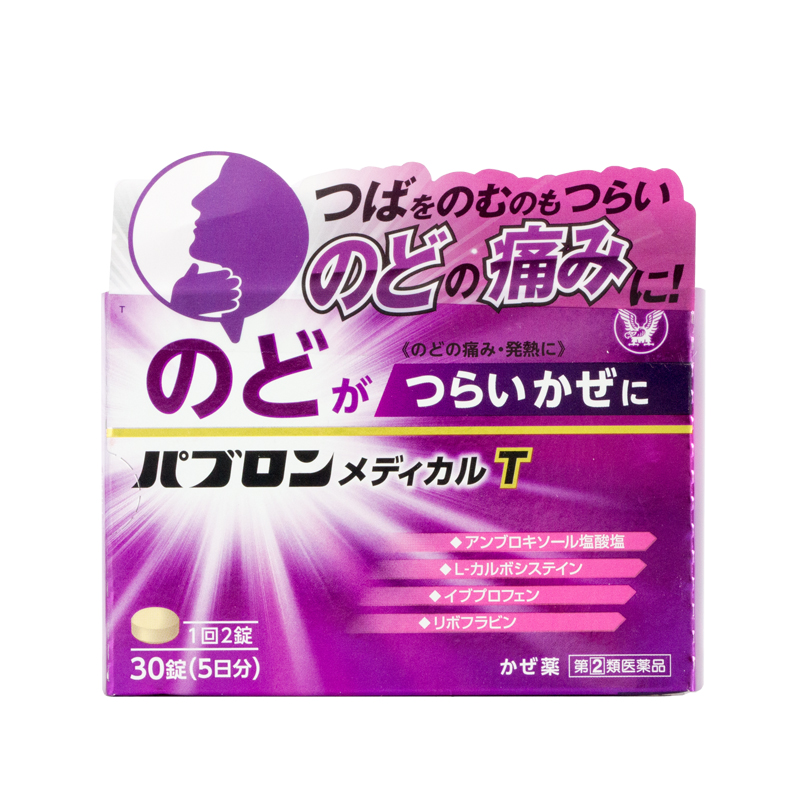 つばをのむのもつらい
のどの痛みに!
T
《のどの痛み・発熱に》
のどが
つらいかぜに
パブロンメディカルT
◆アンブロキソール塩酸塩
◆L-カルボシステイン
◆イブプロフェン
◆リボフラビン
1回2錠
30錠(5日分)
かぜ薬 第②類医薬品